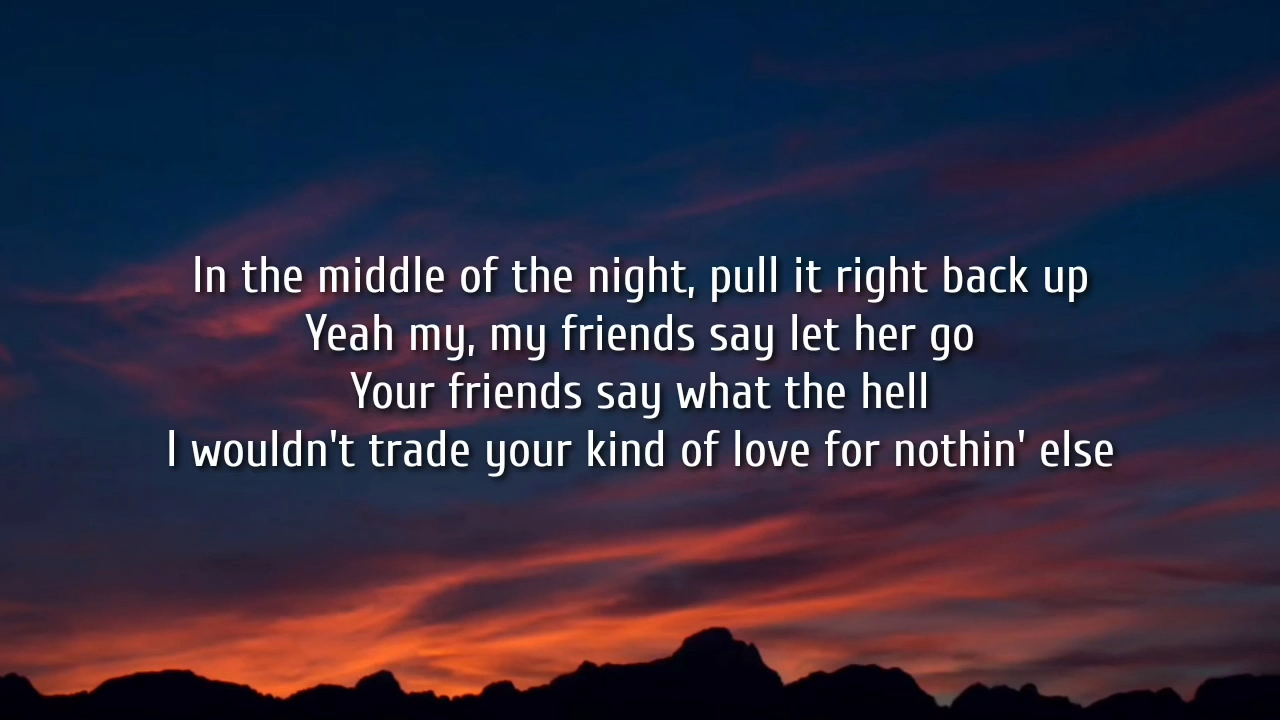 In the middle of the night, pull it right back up
Yeah my, my friends say let her go
Your friends say what the hell
I wouldn't trade your kind of love for nothin' else